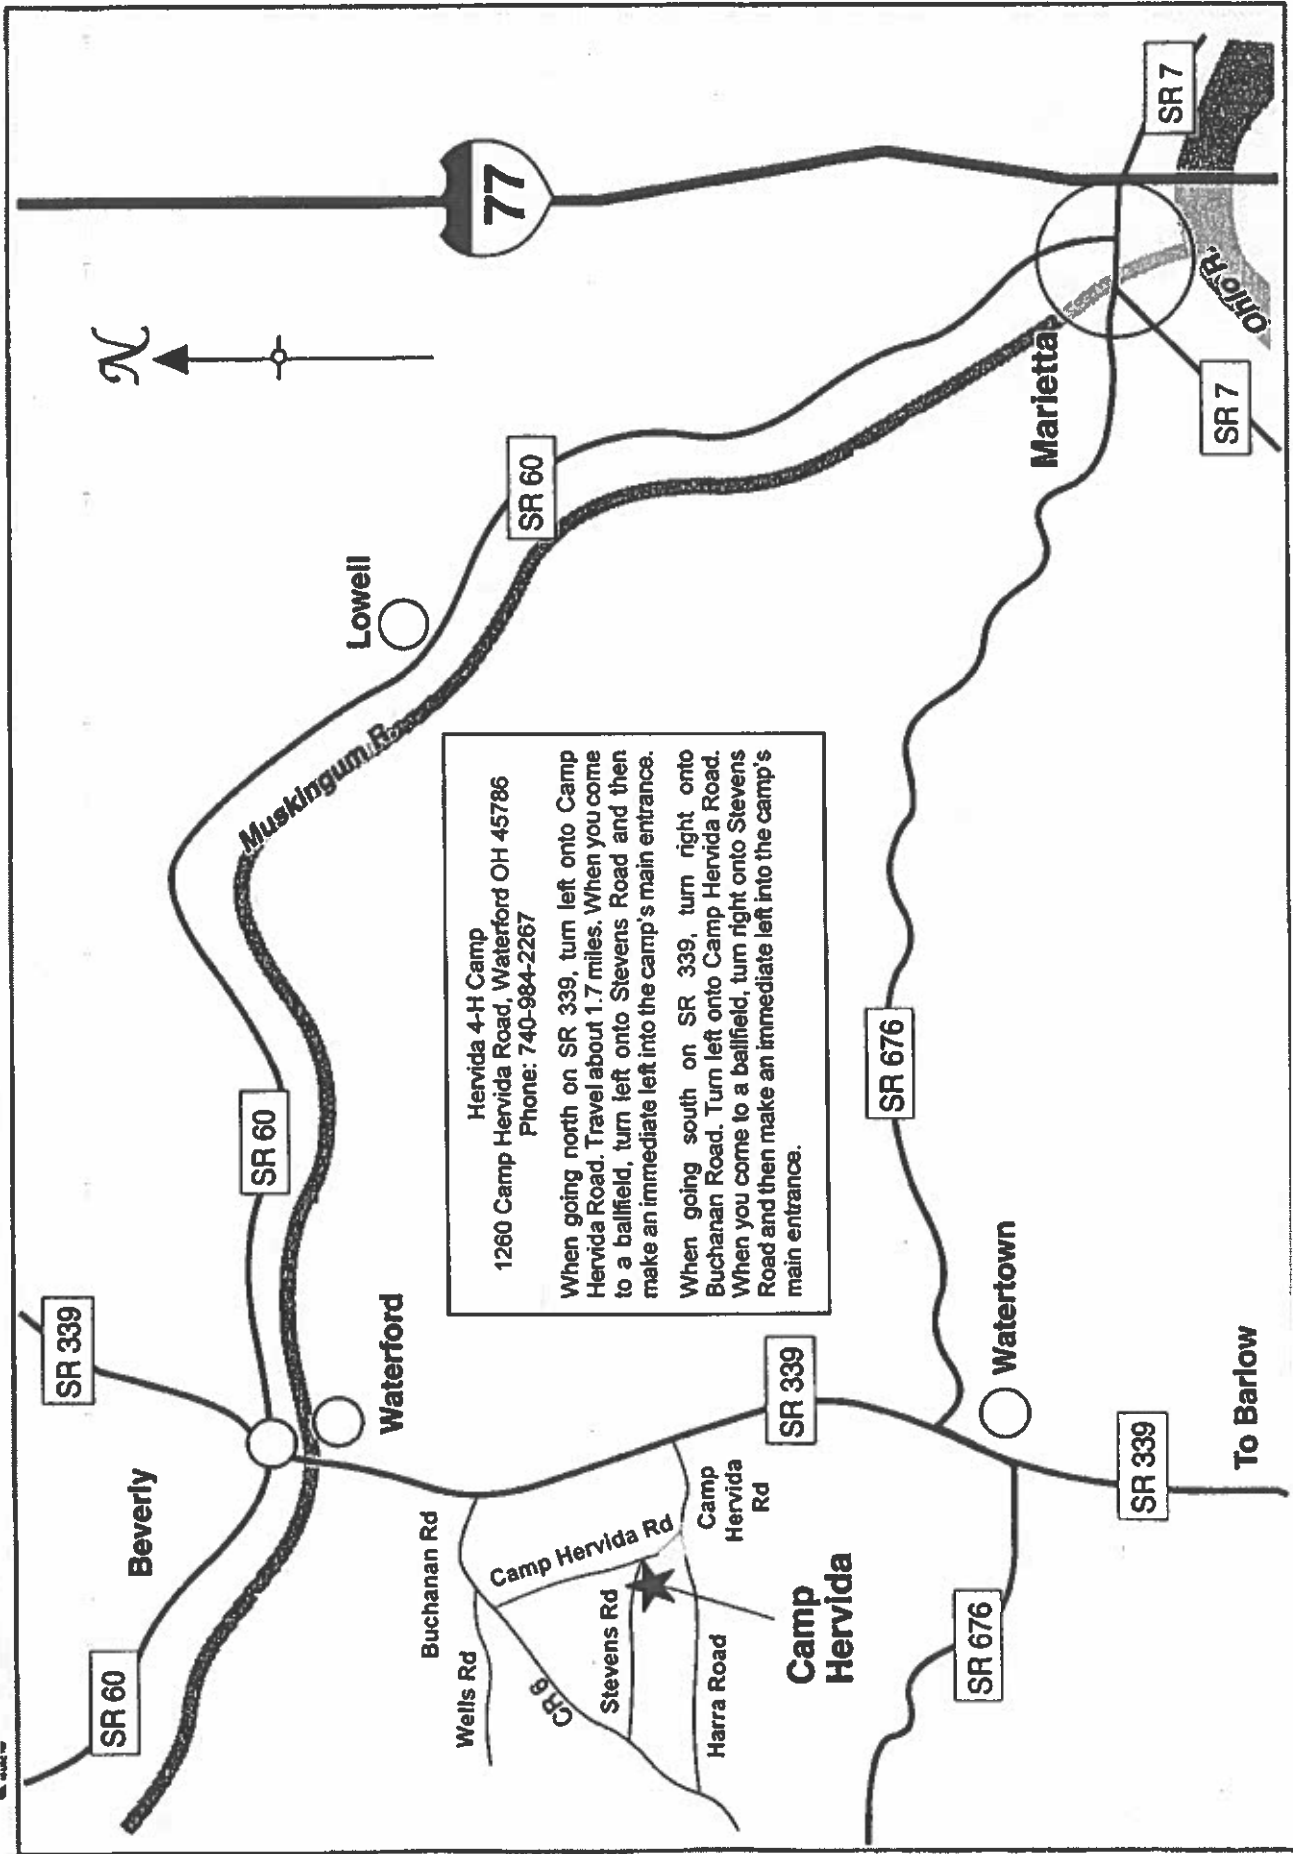 SR 60
Beverly
SR 339
SR 60
Muskingum R.
Lowell
SR 60
N
77
Waterford
Buchanan Rd
Wells Rd
CR 6
Camp Hervida Rd
Stevens Rd
Harra Road
Camp
Hervida
Rd
Camp
Hervida
SR 339
Hervida 4-H Camp
1260 Camp Hervida Road, Waterford OH 45786
Phone: 740-984-2267
When going north on SR 339, turn left onto Camp
Hervida Road. Travel about 1.7 miles. When you come
to a ballfield, turn left onto Stevens Road and then
make an immediate left into the camp's main entrance.
When going south on SR 339, turn right onto
Buchanan Road. Turn left onto Camp Hervida Road.
When you come to a ballfield, turn right onto Stevens
Road and then make an immediate left into the camp's
main entrance.
SR 676
SR 676
Watertown
SR 339
To Barlow
Marietta
SR 7
SR 7
Ohio R.